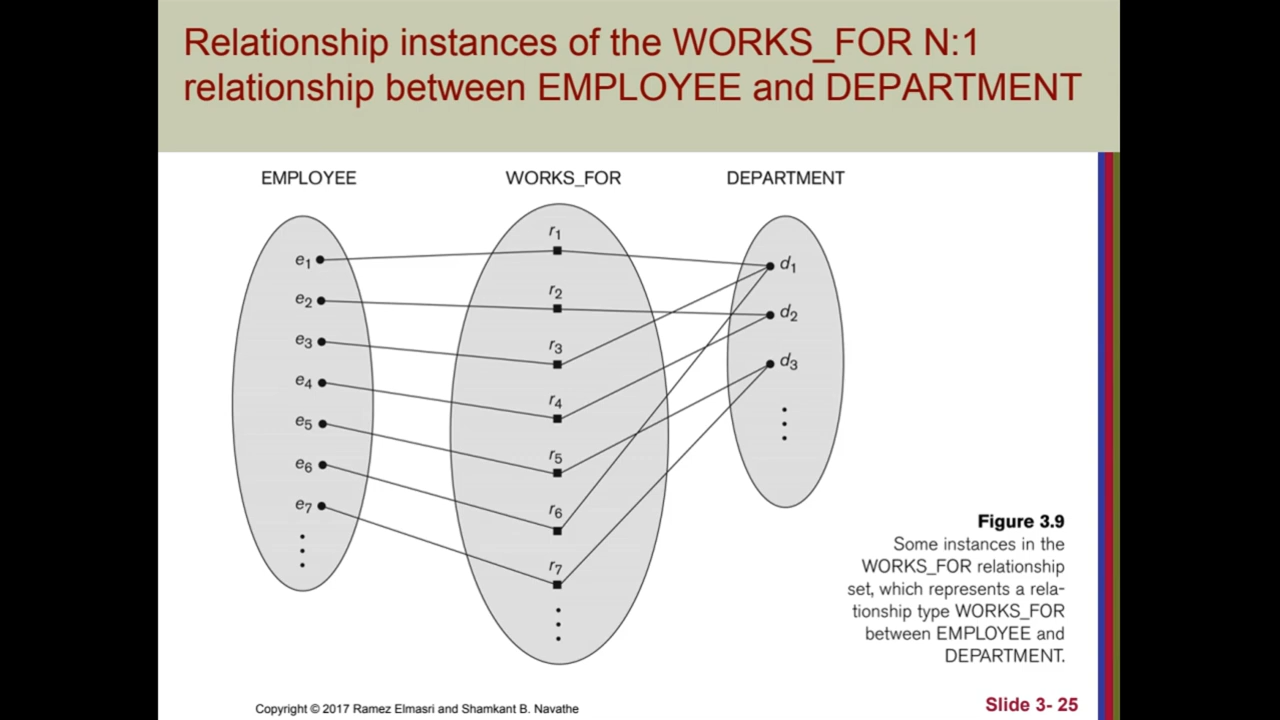 Relationship instances of the WORKS_FOR N:1
relationship between EMPLOYEE and DEPARTMENT
EMPLOYEE
WORKS_FOR
DEPARTMENT
e1
e2
e3
e4
e5
e6
e7
r1
r2
r3
r4
r5
r6
r7
d1
d2
d3
Figure 3.9
Some instances in the
WORKS_FOR relationship
set, which represents a rela-
tionship type WORKS_FOR
between EMPLOYEE and
DEPARTMENT.
Copyright © 2017 Ramez Elmasri and Shamkant B. Navathe
Slide 3- 25